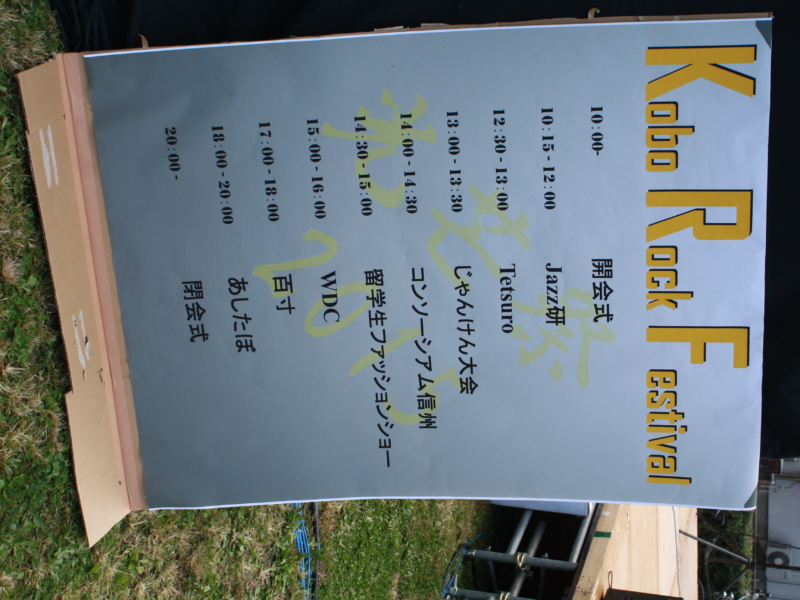 Kobo Rock Festival
10:00- 開会式
10:15-12:00 Jazz研
12:30-13:00 Tetsuro
13:00-13:30 じゃんけん大会
14:00-14:30 コンソーシアム信州
14:30-15:00 留学生ファッションショー
15:00-16:00 WDC
17:00-18:00 百寸
18:00-20:00 あしたぼ
20:00- 閉会式